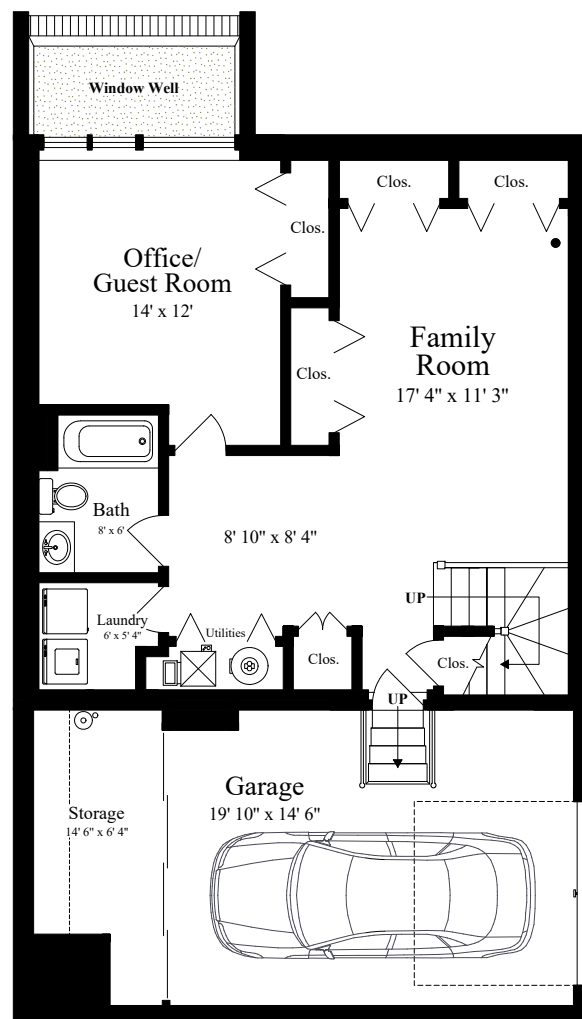 Window Well
Clos.
Clos.
Clos.
Office/
Guest Room
14' x 12'
Family
Room
17' 4" x 11' 3"
Clos.
Bath
8' x 6'
8' 10" x 8' 4"
UP
Laundry
6' x 5' 4"
Utilities
Clos.
Clos.
UP
Garage
19' 10" x 14' 6"
Storage
14' 6" x 6' 4"